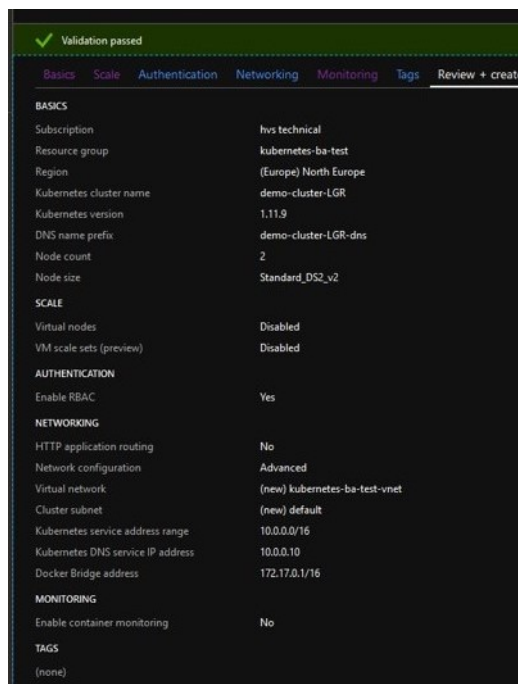 Validation passed
Basics Scale Authentication Networking Monitoring Tags Review + create
BASICS
Subscription hvs technical
Resource group kubernetes-ba-test
Region (Europe) North Europe
Kubernetes cluster name demo-cluster-LGR
Kubernetes version 1.11.9
DNS name prefix demo-cluster-LGR-dns
Node count 2
Node size Standard_DS2_v2
SCALE
Virtual nodes Disabled
VM scale sets (preview) Disabled
AUTHENTICATION
Enable RBAC Yes
NETWORKING
HTTP application routing No
Network configuration Advanced
Virtual network (new) kubernetes-ba-test-vnet
Cluster subnet (new) default
Kubernetes service address range 10.0.0.0/16
Kubernetes DNS service IP address 10.0.0.10
Docker Bridge address 172.17.0.1/16
MONITORING
Enable container monitoring No
TAGS
(none)